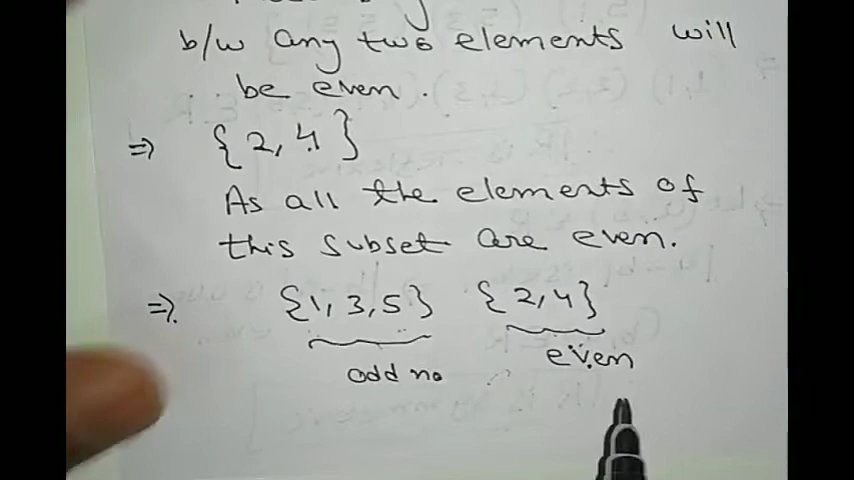 b/w any two elements will
be even.
⇒ {2, 4}
As all the elements of
this subset are even.
⇒ {1, 3, 5} {2, 4}
odd no even